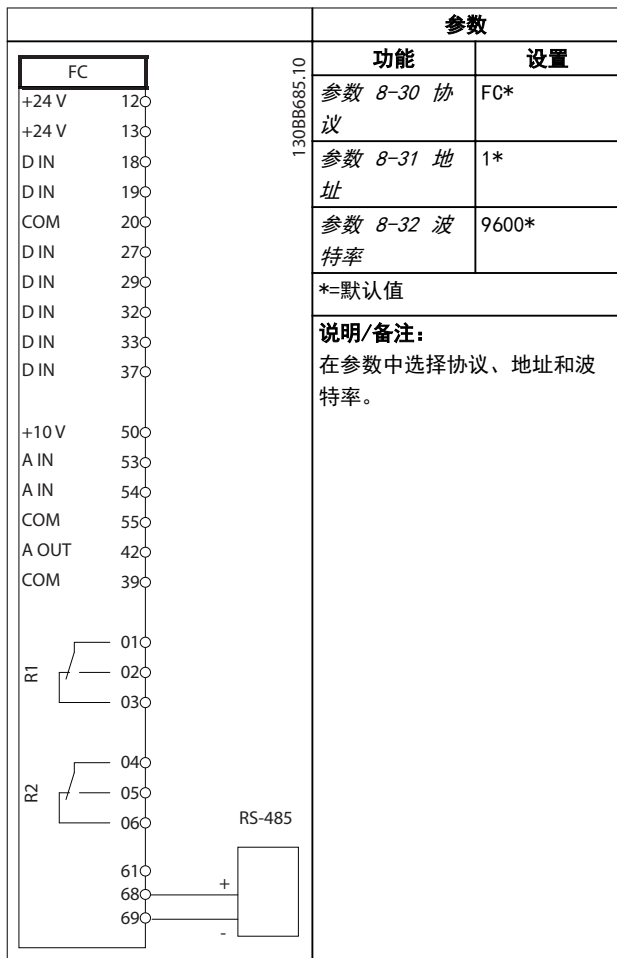 FC
130BB685.10
+24 V 12
+24 V 13
D IN 18
D IN 19
COM 20
D IN 27
D IN 29
D IN 32
D IN 33
D IN 37
+10 V 50
A IN 53
A IN 54
COM 55
A OUT 42
COM 39
R1
01
02
03
R2
04
05
06
RS-485
61
68 +
69 -
参数
功能 设置
参数 8-30 协 FC*
议
参数 8-31 地 1*
址
参数 8-32 波 9600*
特率
*=默认值
说明/备注:
在参数中选择协议、地址和波
特率。